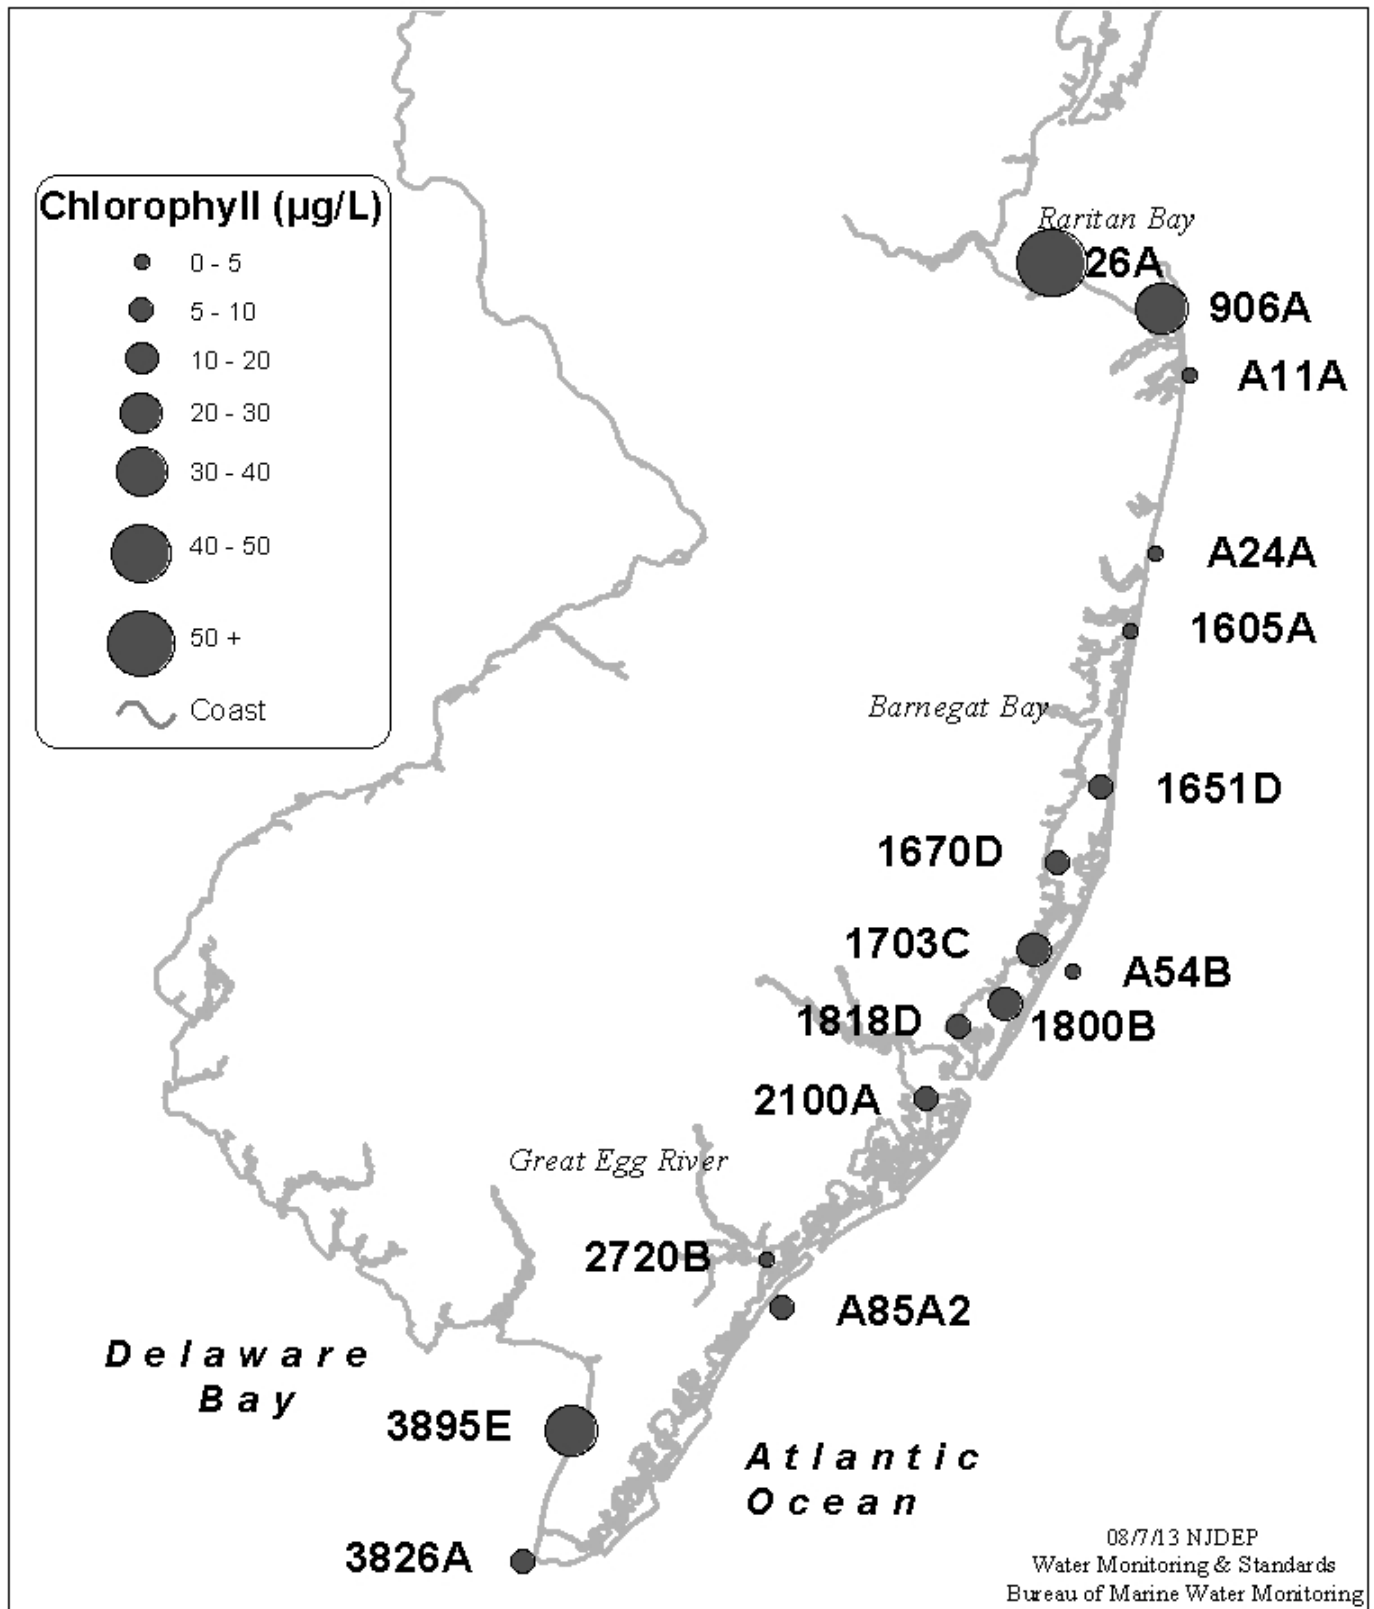 Chlorophyll (µg/L)
0 - 5
5 - 10
10 - 20
20 - 30
30 - 40
40 - 50
50 +
Coast
Raritan Bay
26A
906A
A11A
A24A
1605A
Barnegat Bay
1651D
1670D
1703C
A54B
1818D
1800B
2100A
Great Egg River
2720B
A85A2
Delaware
Bay
3895E
Atlantic
Ocean
3826A
08/7/13 NJDEP
Water Monitoring & Standards
Bureau of Marine Water Monitoring